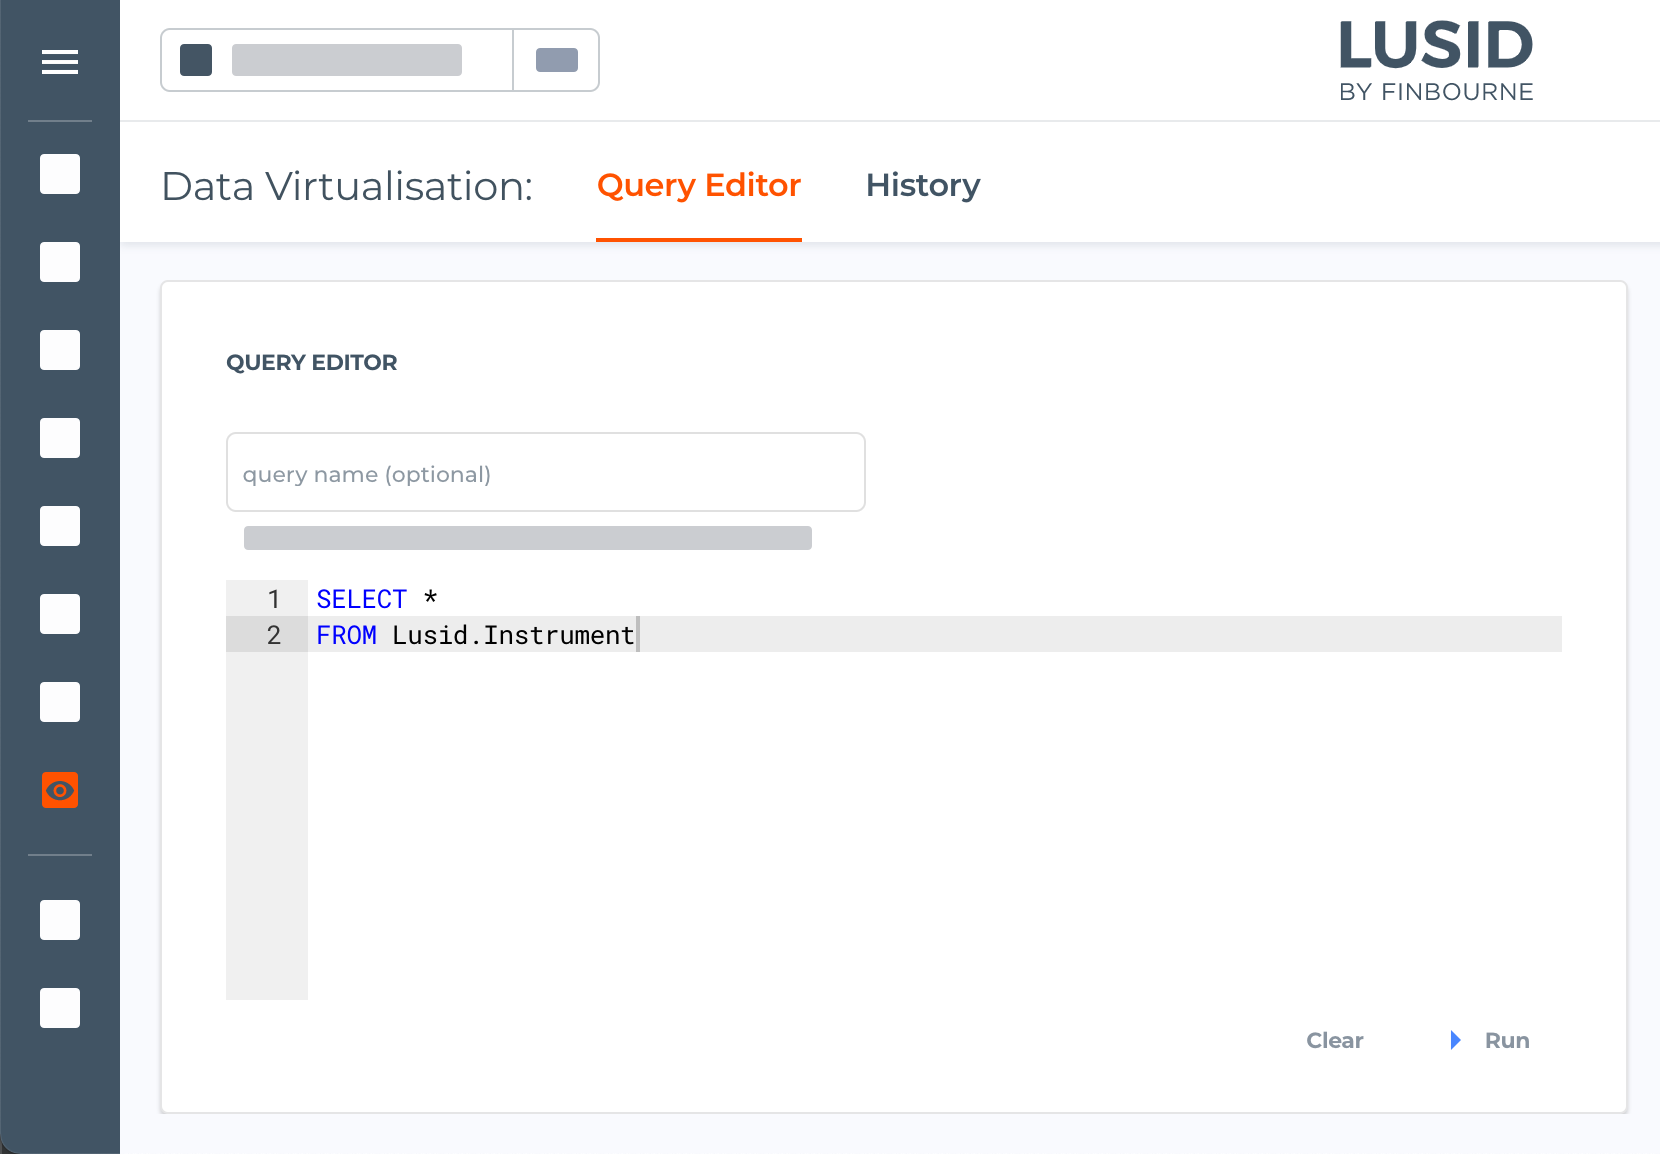 LUSID
BY FINBOURNE
Data Virtualisation: Query Editor History
QUERY EDITOR
query name (optional)
1 SELECT *
2 FROM Lusid.Instrument
Clear Run